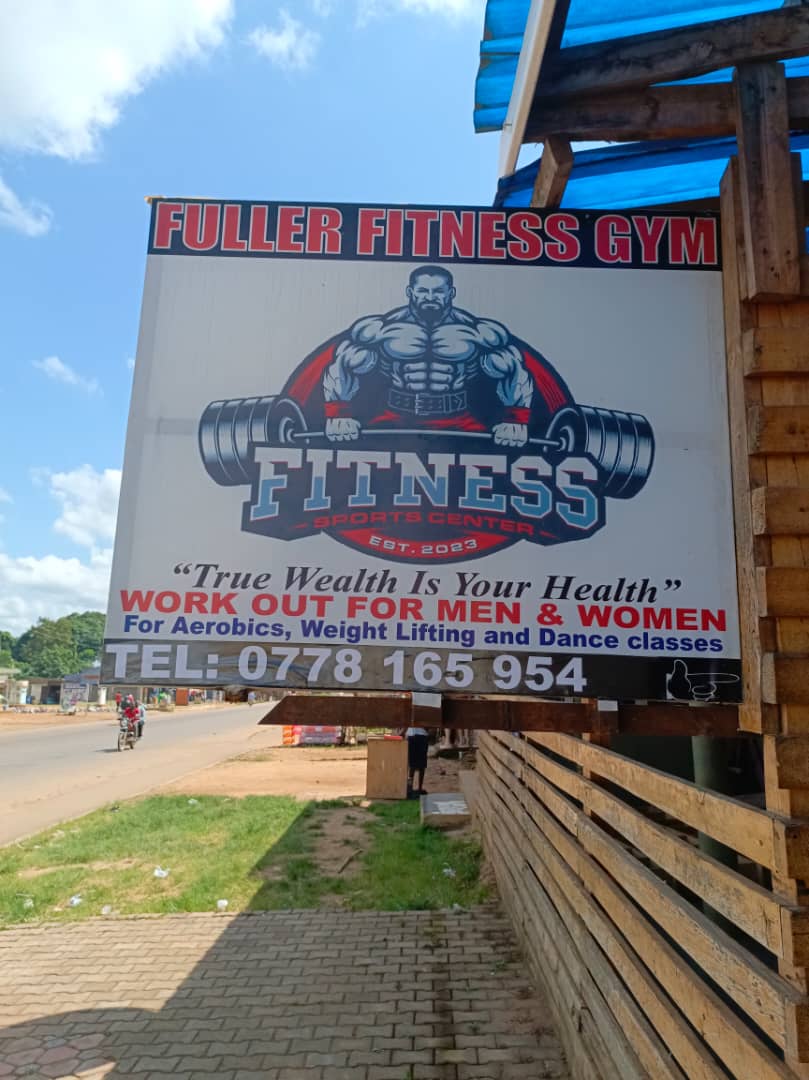 FULLER FITNESS GYM
FITNESS
SPORTS CENTER
EST. 2023
“True Wealth Is Your Health”
WORK OUT FOR MEN & WOMEN
For Aerobics, Weight Lifting and Dance classes
TEL: 0778 165 954